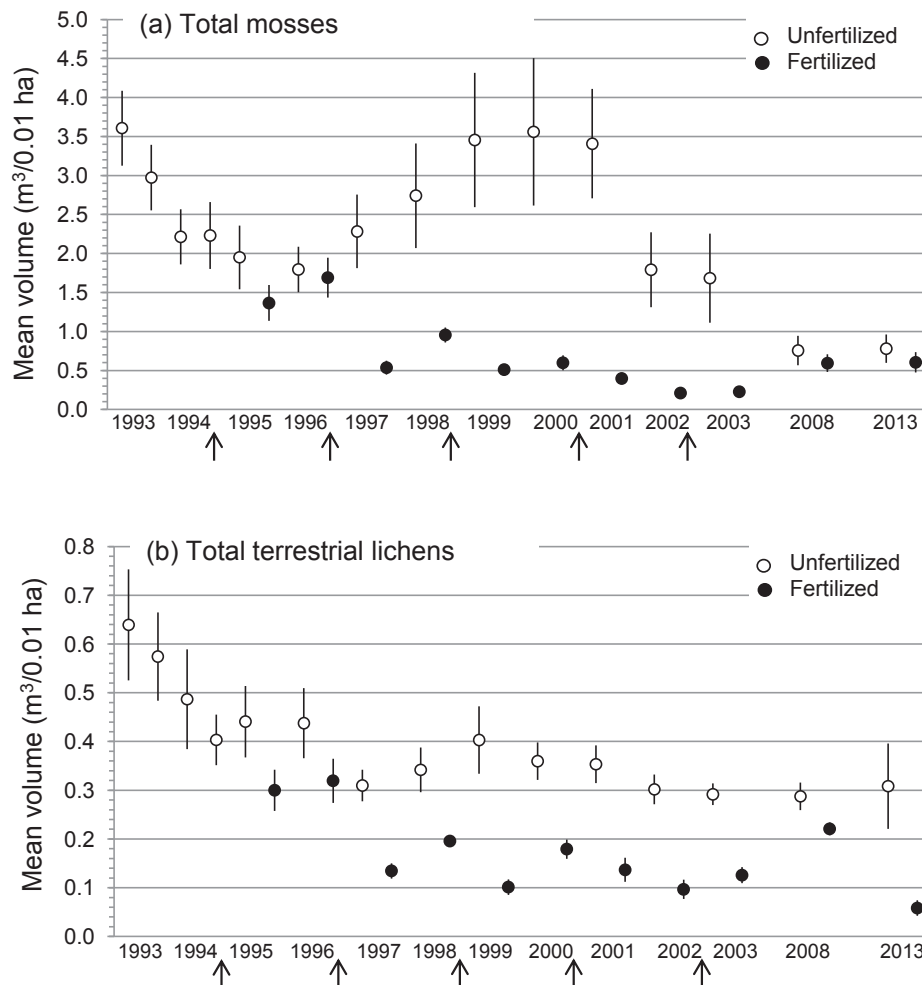 (a) Total mosses
Unfertilized
Fertilized
Mean volume (m³/0.01 ha)
5.0
4.5
4.0
3.5
3.0
2.5
2.0
1.5
1.0
0.5
0.0
1993 1994 1995 1996 1997 1998 1999 2000 2001 2002 2003 2008 2013
(b) Total terrestrial lichens
Unfertilized
Fertilized
Mean volume (m³/0.01 ha)
0.8
0.7
0.6
0.5
0.4
0.3
0.2
0.1
0.0
1993 1994 1995 1996 1997 1998 1999 2000 2001 2002 2003 2008 2013